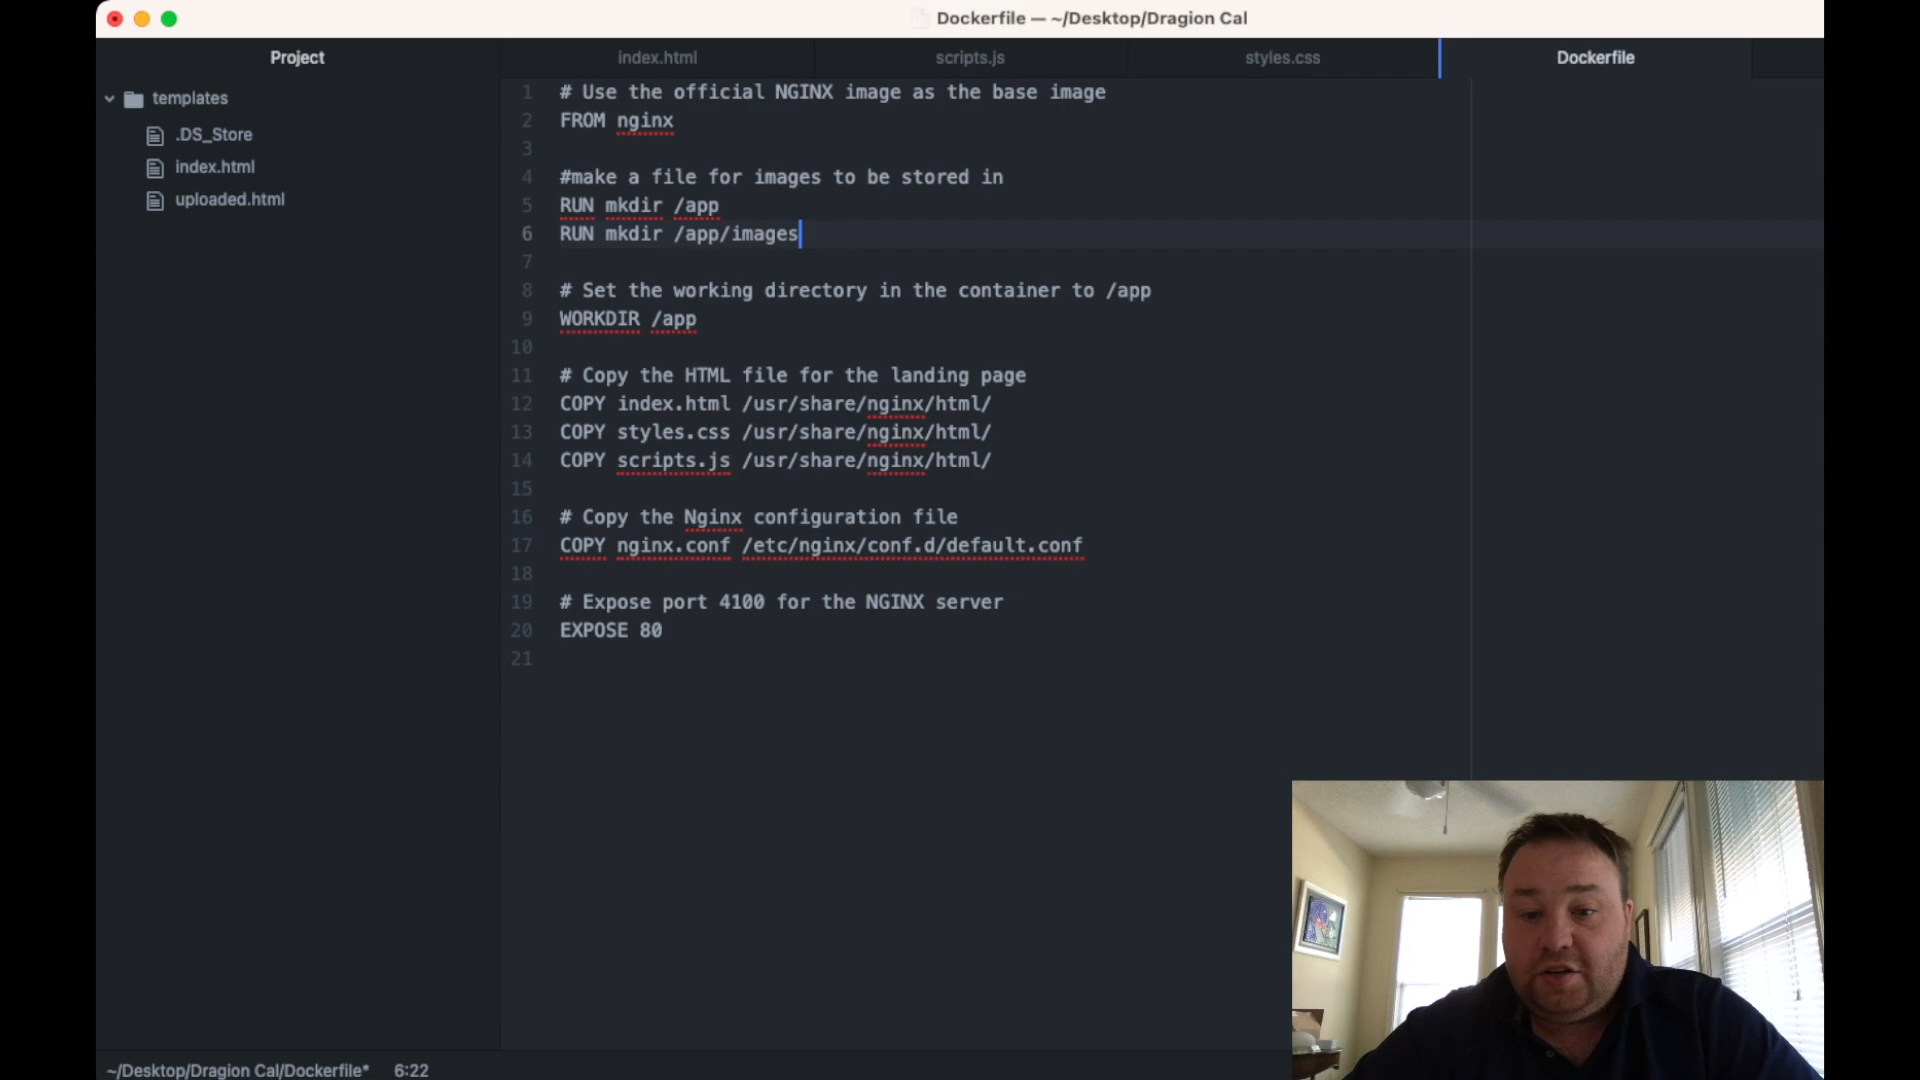 Dockerfile — ~/Desktop/Dragion Cal
Project
index.html
scripts.js
styles.css
Dockerfile
templates
.DS_Store
index.html
uploaded.html
1 # Use the official NGINX image as the base image
2 FROM nginx
3
4 #make a file for images to be stored in
5 RUN mkdir /app
6 RUN mkdir /app/images
7
8 # Set the working directory in the container to /app
9 WORKDIR /app
10
11 # Copy the HTML file for the landing page
12 COPY index.html /usr/share/nginx/html/
13 COPY styles.css /usr/share/nginx/html/
14 COPY scripts.js /usr/share/nginx/html/
15
16 # Copy the Nginx configuration file
17 COPY nginx.conf /etc/nginx/conf.d/default.conf
18
19 # Expose port 4100 for the NGINX server
20 EXPOSE 80
21
~/Desktop/Dragion Cal/Dockerfile* 6:22